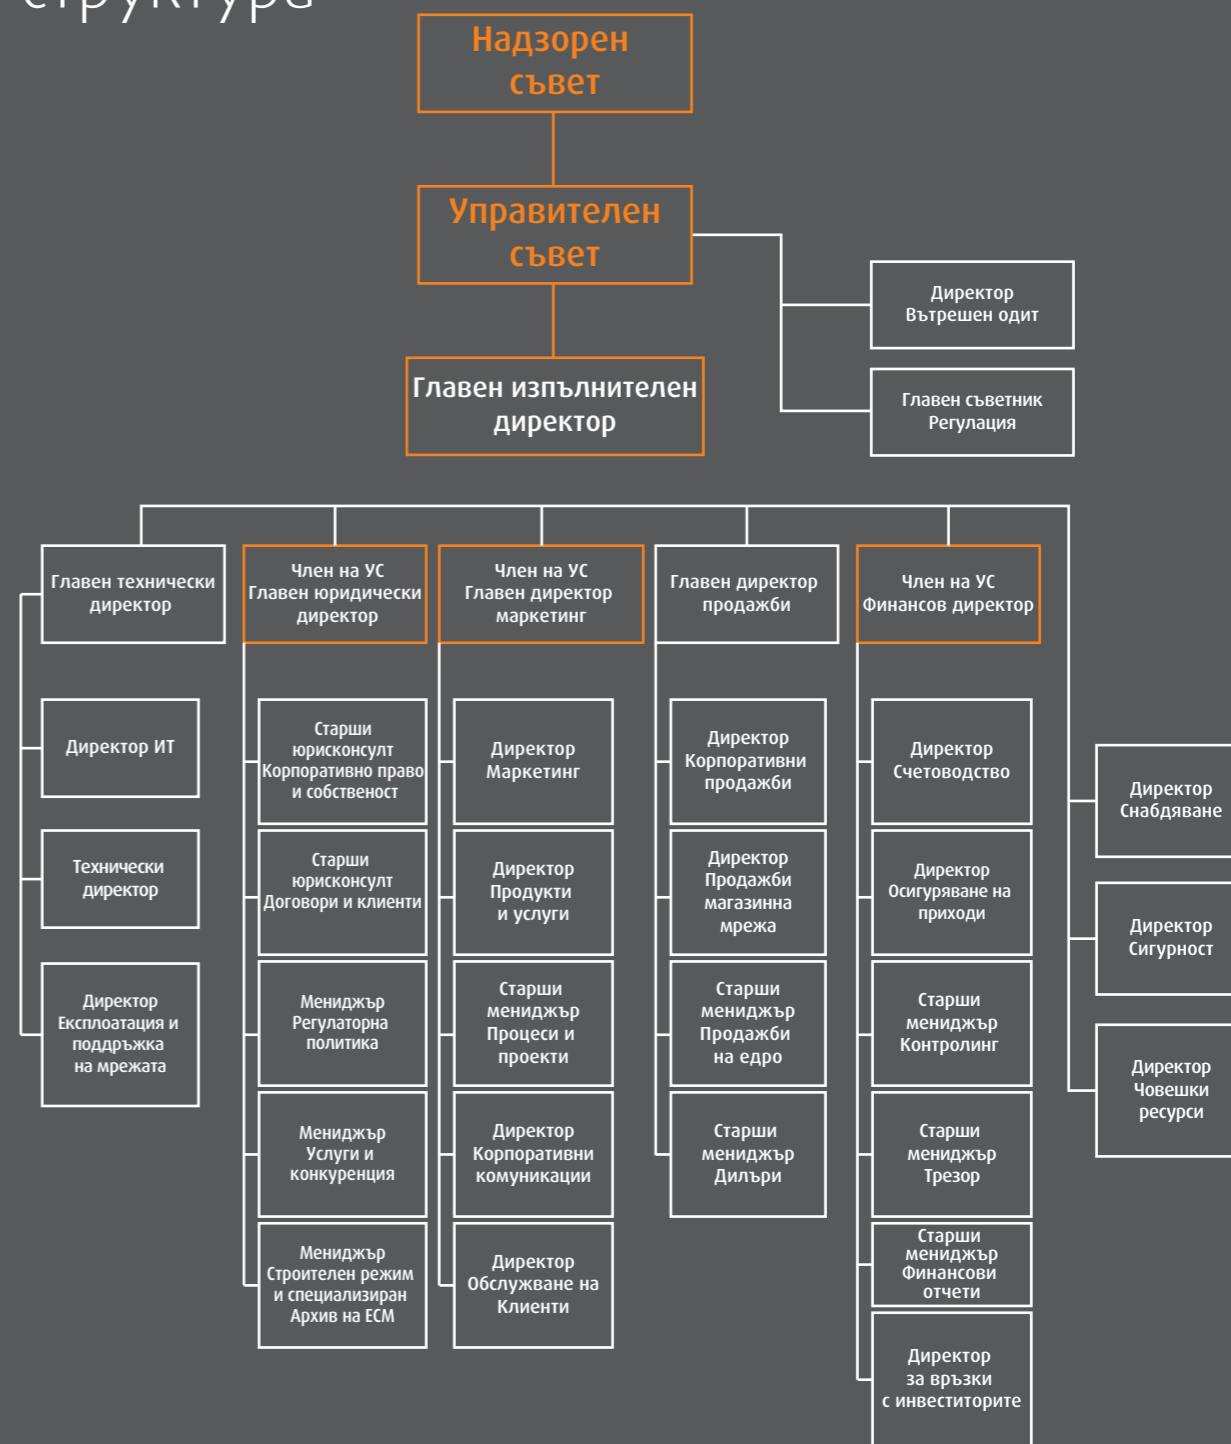 структура
Надзорен
съвет
Управителен
съвет
Директор
Вътрешен одит
Главен изпълнителен
директор
Главен съветник
Регулация
Главен технически
директор
Член на УС
Главен юридически
директор
Член на УС
Главен директор
маркетинг
Главен директор
продажби
Член на УС
Финансов директор
Директор ИТ
Технически
директор
Директор
Експлоатация и
поддръжка
на мрежата
Старши
юрисконсулт
Корпоративно право
и собственост
Старши
юрисконсулт
Договори и клиенти
Мениджър
Регулаторна
политика
Мениджър
Услуги и
конкуренция
Мениджър
Строителен режим
и специализиран
Архив на ЕСМ
Директор
Маркетинг
Директор
Продукти
и услуги
Старши
мениджър
Процеси и
проекти
Директор
Корпоративни
комуникации
Директор
Обслужване на
Клиенти
Директор
Корпоративни
продажби
Директор
Продажби
магазинна
мрежа
Старши
мениджър
Продажби
на едро
Старши
мениджър
Дилъри
Директор
Счетоводство
Директор
Осигуряване на
приходи
Старши
мениджър
Контролинг
Старши
мениджър
Трезор
Старши
мениджър
Финансови
отчети
Директор
за връзки
с инвеститорите
Директор
Снабдяване
Директор
Сигурност
Директор
Човешки
ресурси